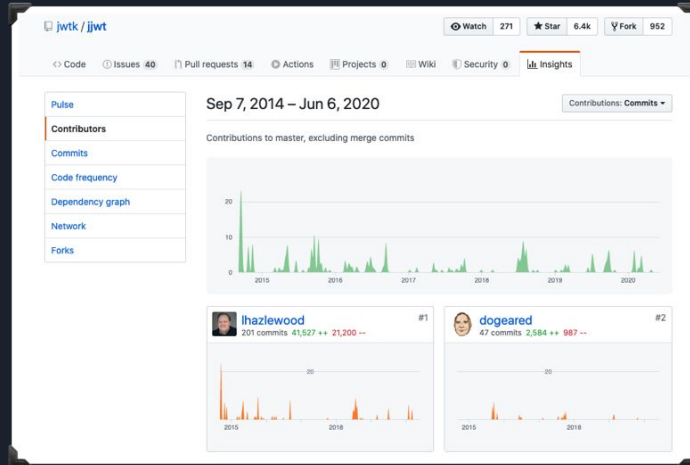 jwtk / jjwt
Watch 271 Star 6.4k Fork 952
Code Issues 40 Pull requests 14 Actions Projects 0 Wiki Security 0 Insights
Pulse
Contributors
Commits
Code frequency
Dependency graph
Network
Forks
Sep 7, 2014 – Jun 6, 2020
Contributions: Commits
Contributions to master, excluding merge commits
20
10
0
2015 2016 2017 2018 2019 2020
lhazlewood #1
201 commits 41,527 ++ 21,200 --
20
2015 2018
dogeared #2
47 commits 2,584 ++ 987 --
20
2015 2018